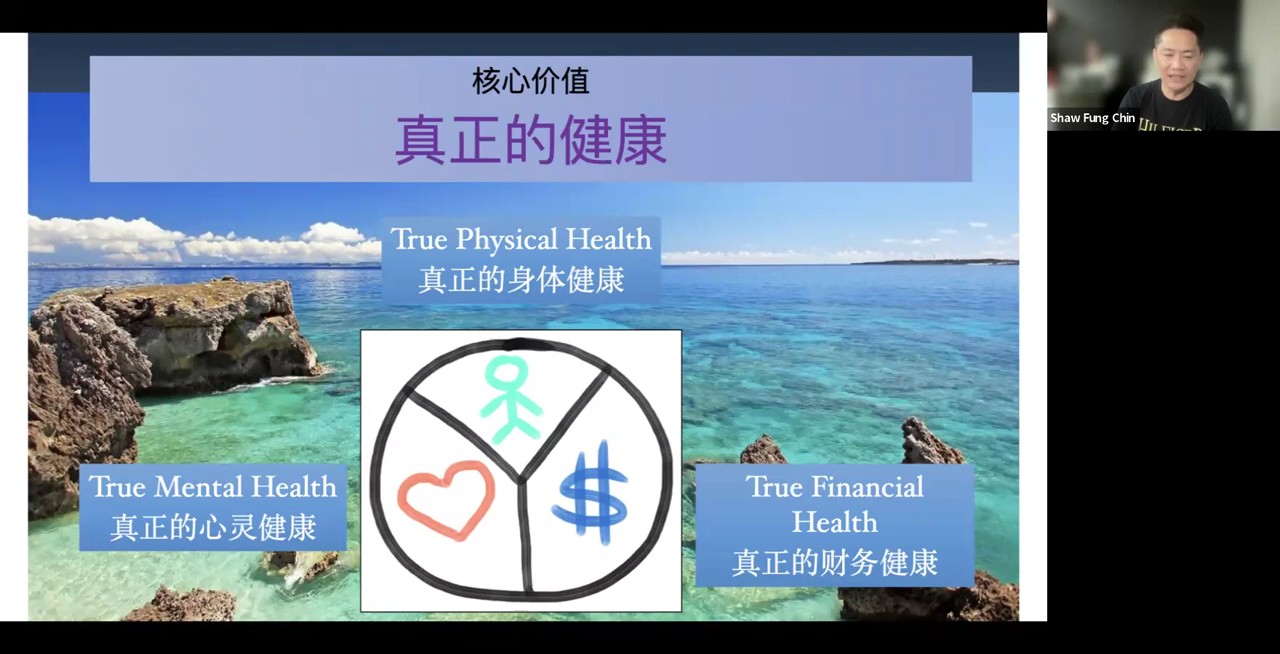 核心价值
真正的健康
True Physical Health
真正的身体健康
True Mental Health
真正的心灵健康
True Financial
Health
真正的财务健康
$
Shaw Fung Chin